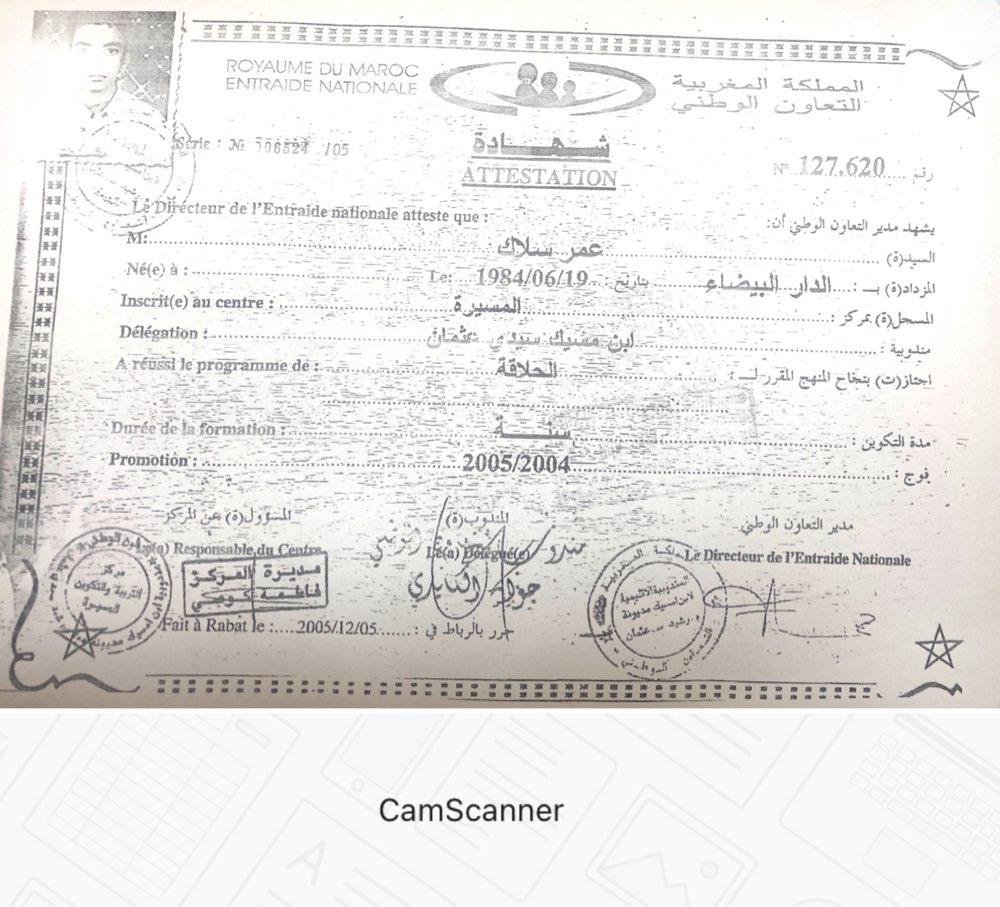 ROYAUME DU MAROC
ENTRAIDE NATIONALE
المملكة المغربية
التعاون الوطني
شهادة
ATTESTATION
Série : № 506524 /05
N° 127.620 رقم
Le Directeur de l'Entraide nationale atteste que :
يشهد مدير التعاون الوطني أن:
M: عمر سلاك السيد(ة)
Né(e) à : Le: 1984/06/19 بتاريخ الدار البيضاء المزداد(ة) بـ :
Inscrit(e) au centre : المسيرة المسجل(ة) بمركز :
Délégation : ابن مسيك سيدي عثمان مندوبية :
A réussi le programme de : الحلاقة اجتاز(ت) بنجاح المنهج المقرر لـ :
Durée de la formation : سنة مدة التكوين :
Promotion : 2005/2004 فوج :
المسؤول(ة) عن المركز
المندوب(ة)
مدير التعاون الوطني
(a) Responsable du Centre
Le(a) Délégué(e)
Le Directeur de l'Entraide Nationale
مديرة المركز
فاطمة
مركز
التربية والتكوين
المسيرة
Fait à Rabat le : 2005/12/05 حرر بالرباط في :
CamScanner